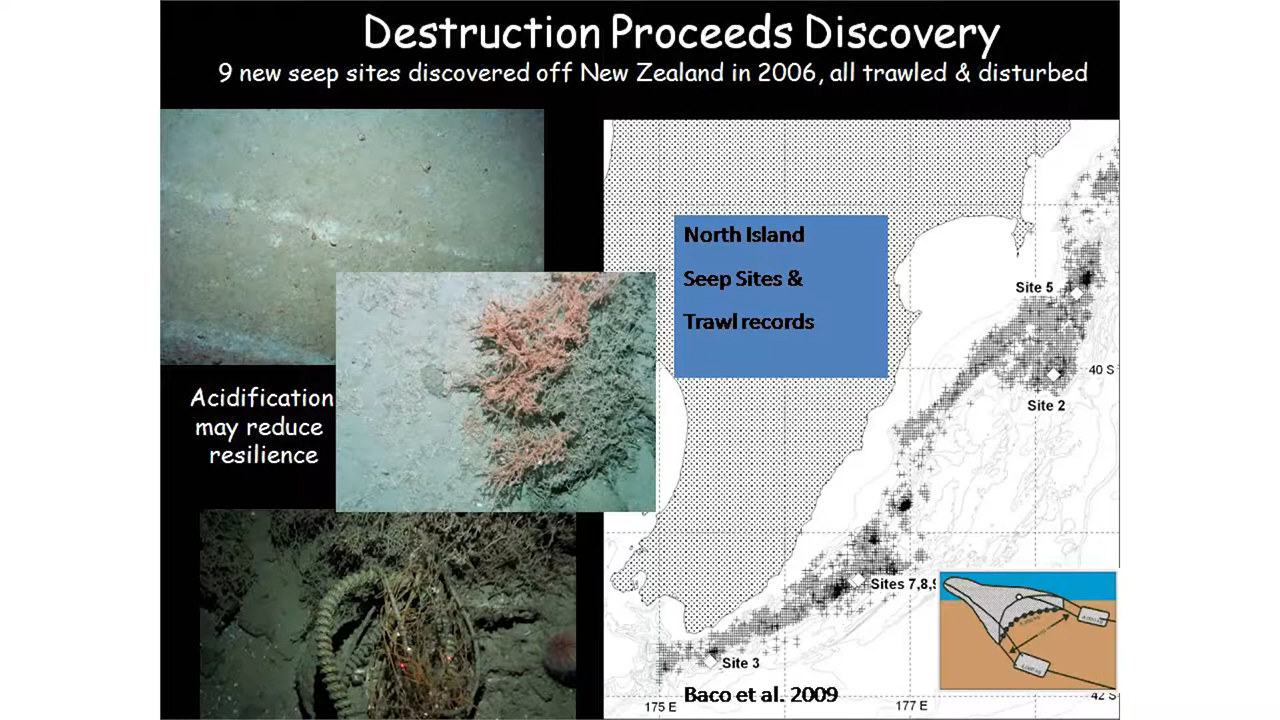 Destruction Proceeds Discovery
9 new seep sites discovered off New Zealand in 2006, all trawled & disturbed
North Island
Seep Sites &
Trawl records
Site 5
40 S
Site 2
Acidification
may reduce
resilience
Sites 7,8,9
Site 3
Baco et al. 2009
175 E
177 E
42 S